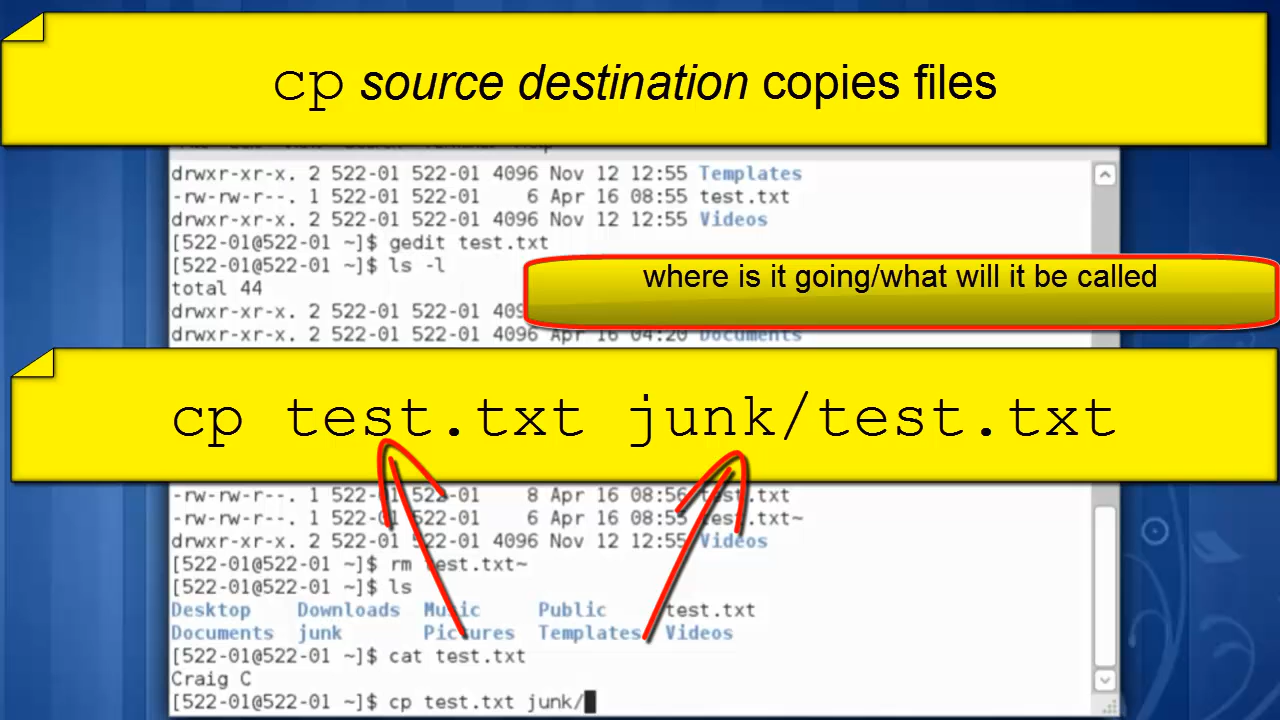 cp source destination copies files
drwxr-xr-x. 2 522-01 522-01 4096 Nov 12 12:55 Templates
-rw-rw-r--. 1 522-01 522-01 6 Apr 16 08:55 test.txt
drwxr-xr-x. 2 522-01 522-01 4096 Nov 12 12:55 Videos
[522-01@522-01 ~]$ gedit test.txt
[522-01@522-01 ~]$ ls -l
where is it going/what will it be called
total 44
drwxr-xr-x. 2 522-01 522-01
drwxr-xr-x. 2 522-01 522-01 4096 Apr 16 04:20 Documents
cp test.txt junk/test.txt
-rw-rw-r--. 1 522-01 522-01 8 Apr 16 08:56 test.txt
-rw-rw-r--. 1 522-01 522-01 6 Apr 16 08:55 test.txt~
drwxr-xr-x. 2 522-01 522-01 4096 Nov 12 12:55 Videos
[522-01@522-01 ~]$ rm test.txt~
[522-01@522-01 ~]$ ls
Desktop Downloads Music Public test.txt
Documents junk Pictures Templates Videos
[522-01@522-01 ~]$ cat test.txt
Craig C
[522-01@522-01 ~]$ cp test.txt junk/